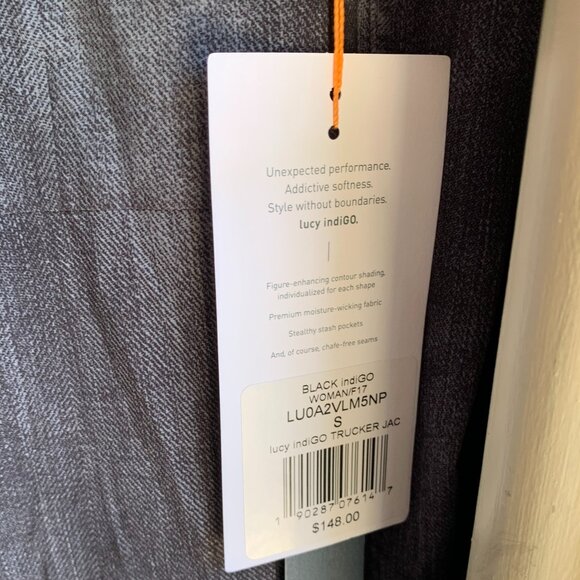 Unexpected performance.
Addictive softness.
Style without boundaries.
lucy indiGO.
Figure-enhancing contour shading,
individualized for each shape
Premium moisture-wicking fabric
Stealthy stash pockets
And, of course, chafe-free seams
BLACK indiGO
WOMAN/F17
LU0A2VLM5NP
S
lucy indiGO TRUCKER JAC
1 90287 07614 7
$148.00